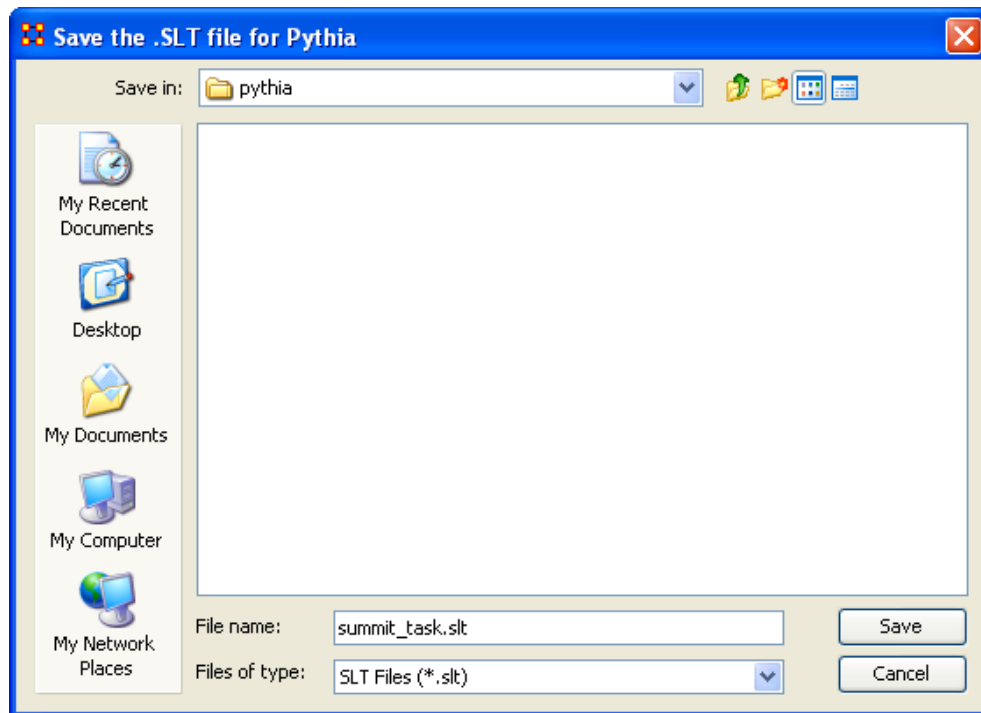 Save the .SLT file for Pythia
Save in:
pythia
My Recent
Documents
Desktop
My Documents
My Computer
My Network
Places
File name:
summit_task.slt
Save
Files of type:
SLT Files (*.slt)
Cancel